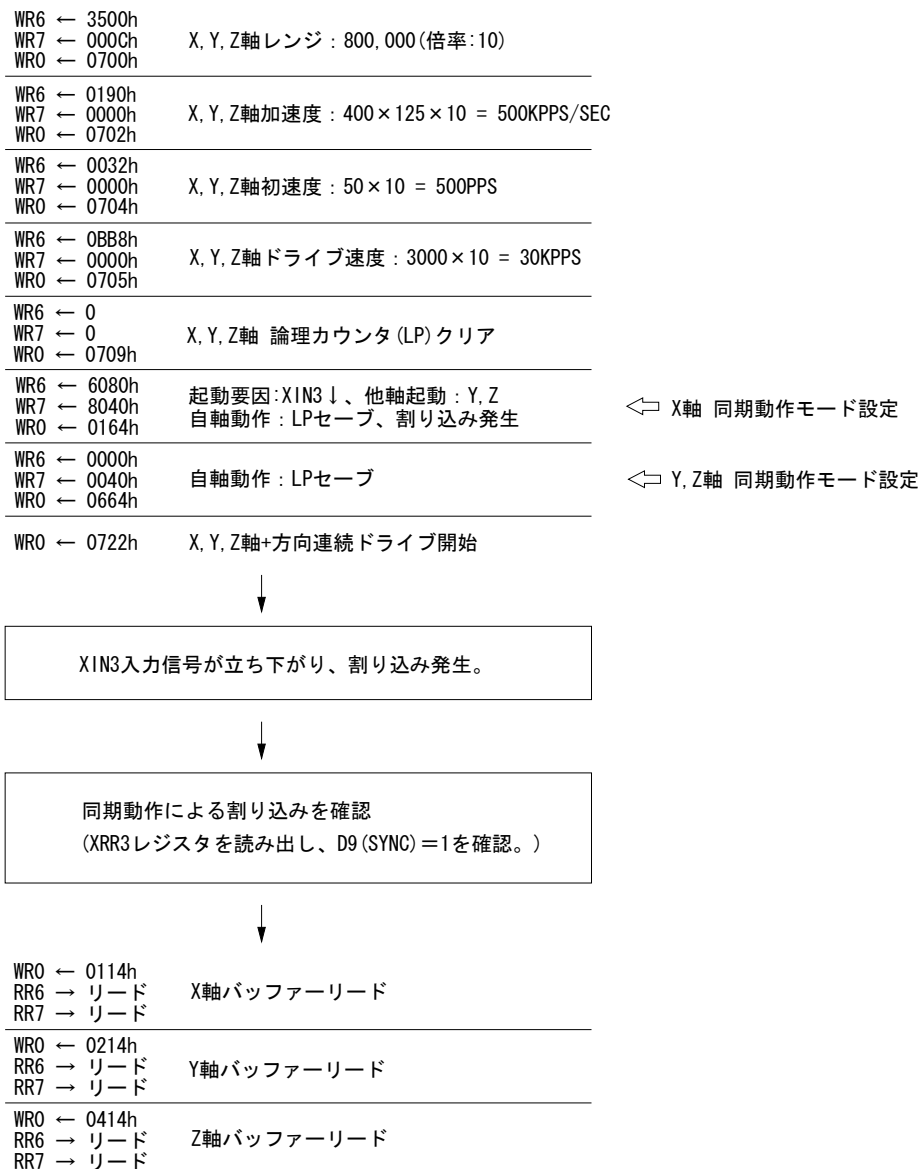 WR6 ← 3500h
WR7 ← 000Ch X,Y,Z軸レンジ：800,000(倍率:10)
WR0 ← 0700h
WR6 ← 0190h
WR7 ← 0000h X,Y,Z軸加速度：400×125×10 = 500KPPS/SEC
WR0 ← 0702h
WR6 ← 0032h
WR7 ← 0000h X,Y,Z軸初速度：50×10 = 500PPS
WR0 ← 0704h
WR6 ← 0BB8h
WR7 ← 0000h X,Y,Z軸ドライブ速度：3000×10 = 30KPPS
WR0 ← 0705h
WR6 ← 0
WR7 ← 0 X,Y,Z軸 論理カウンタ(LP)クリア
WR0 ← 0709h
WR6 ← 6080h 起動要因:XIN3↓、他軸起動：Y,Z
WR7 ← 8040h 自軸動作：LPセーブ、割り込み発生 ⇦ X軸 同期動作モード設定
WR0 ← 0164h
WR6 ← 0000h
WR7 ← 0040h 自軸動作：LPセーブ ⇦ Y,Z軸 同期動作モード設定
WR0 ← 0664h
WR0 ← 0722h X,Y,Z軸+方向連続ドライブ開始
XIN3入力信号が立ち下がり、割り込み発生。
同期動作による割り込みを確認
(XRR3レジスタを読み出し、D9(SYNC)＝1を確認。)
WR0 ← 0114h
RR6 → リード X軸バッファーリード
RR7 → リード
WR0 ← 0214h
RR6 → リード Y軸バッファーリード
RR7 → リード
WR0 ← 0414h
RR6 → リード Z軸バッファーリード
RR7 → リード